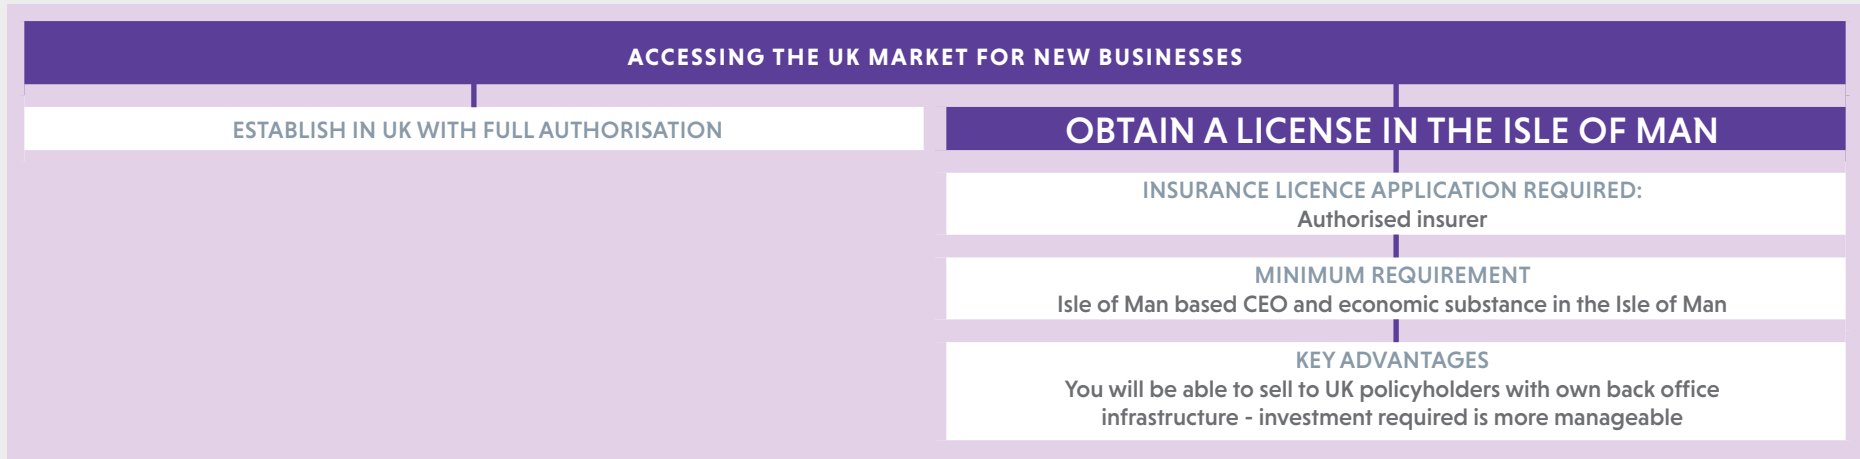 ACCESSING THE UK MARKET FOR NEW BUSINESSES
ESTABLISH IN UK WITH FULL AUTHORISATION
OBTAIN A LICENSE IN THE ISLE OF MAN
INSURANCE LICENCE APPLICATION REQUIRED:
Authorised insurer
MINIMUM REQUIREMENT
Isle of Man based CEO and economic substance in the Isle of Man
KEY ADVANTAGES
You will be able to sell to UK policyholders with own back office
infrastructure - investment required is more manageable